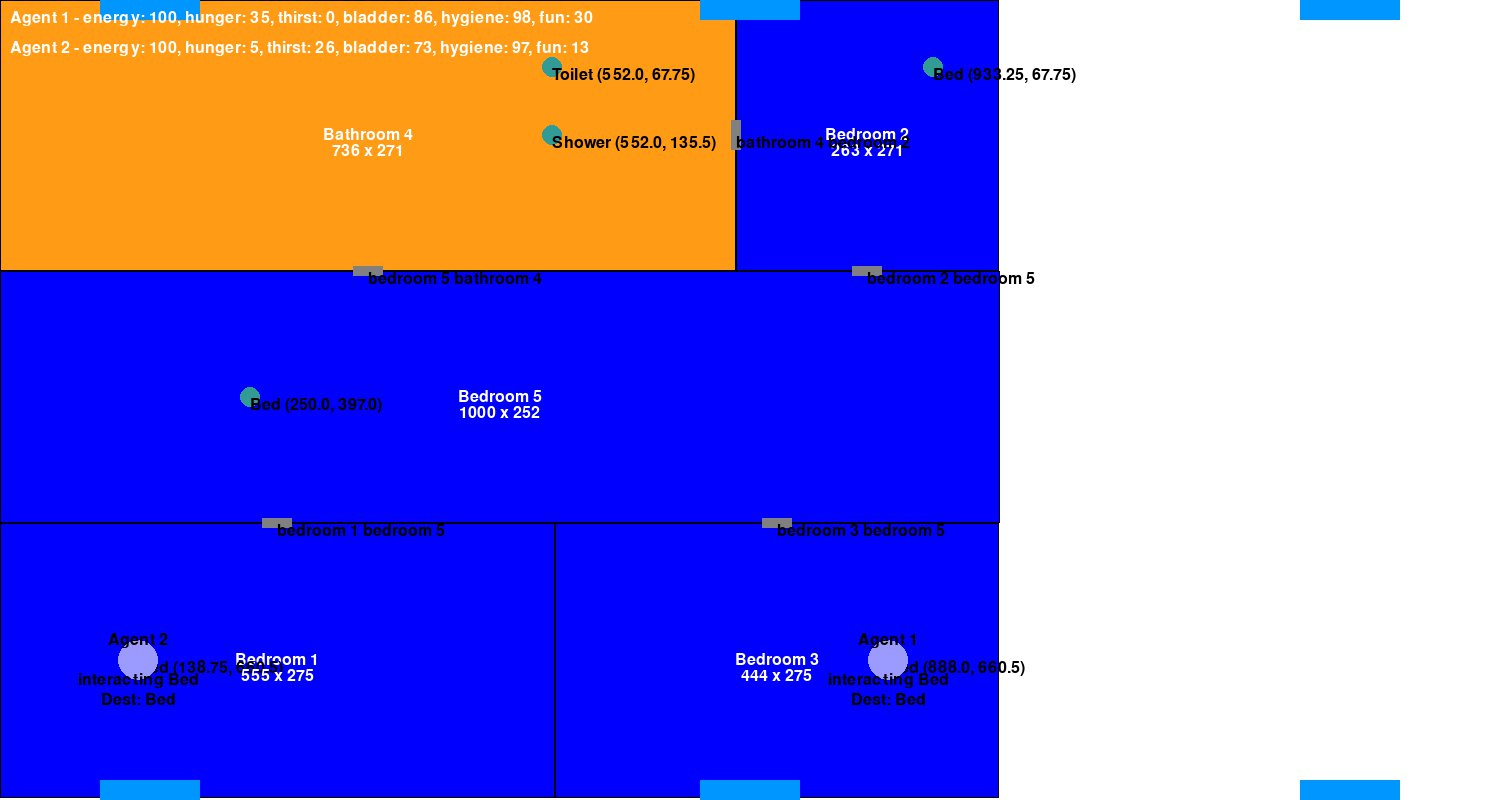 Agent 1 - energy: 100, hunger: 35, thirst: 0, bladder: 86, hygiene: 98, fun: 30
Agent 2 - energy: 100, hunger: 5, thirst: 26, bladder: 73, hygiene: 97, fun: 13
Toilet (552.0, 67.75)
Bed (933.25, 67.75)
Bathroom 4
736 x 271
Shower (552.0, 135.5)
bathroom 4 bedroom 2
Bedroom 2
263 x 271
bedroom 5 bathroom 4
bedroom 2 bedroom 5
Bed (250.0, 397.0)
Bedroom 5
1000 x 252
bedroom 1 bedroom 5
bedroom 3 bedroom 5
Agent 2
Bedroom 1
555 x 275
interacting Bed
Dest: Bed
Agent 1
Bedroom 3
444 x 275
(888.0, 660.5)
interacting Bed
Dest: Bed